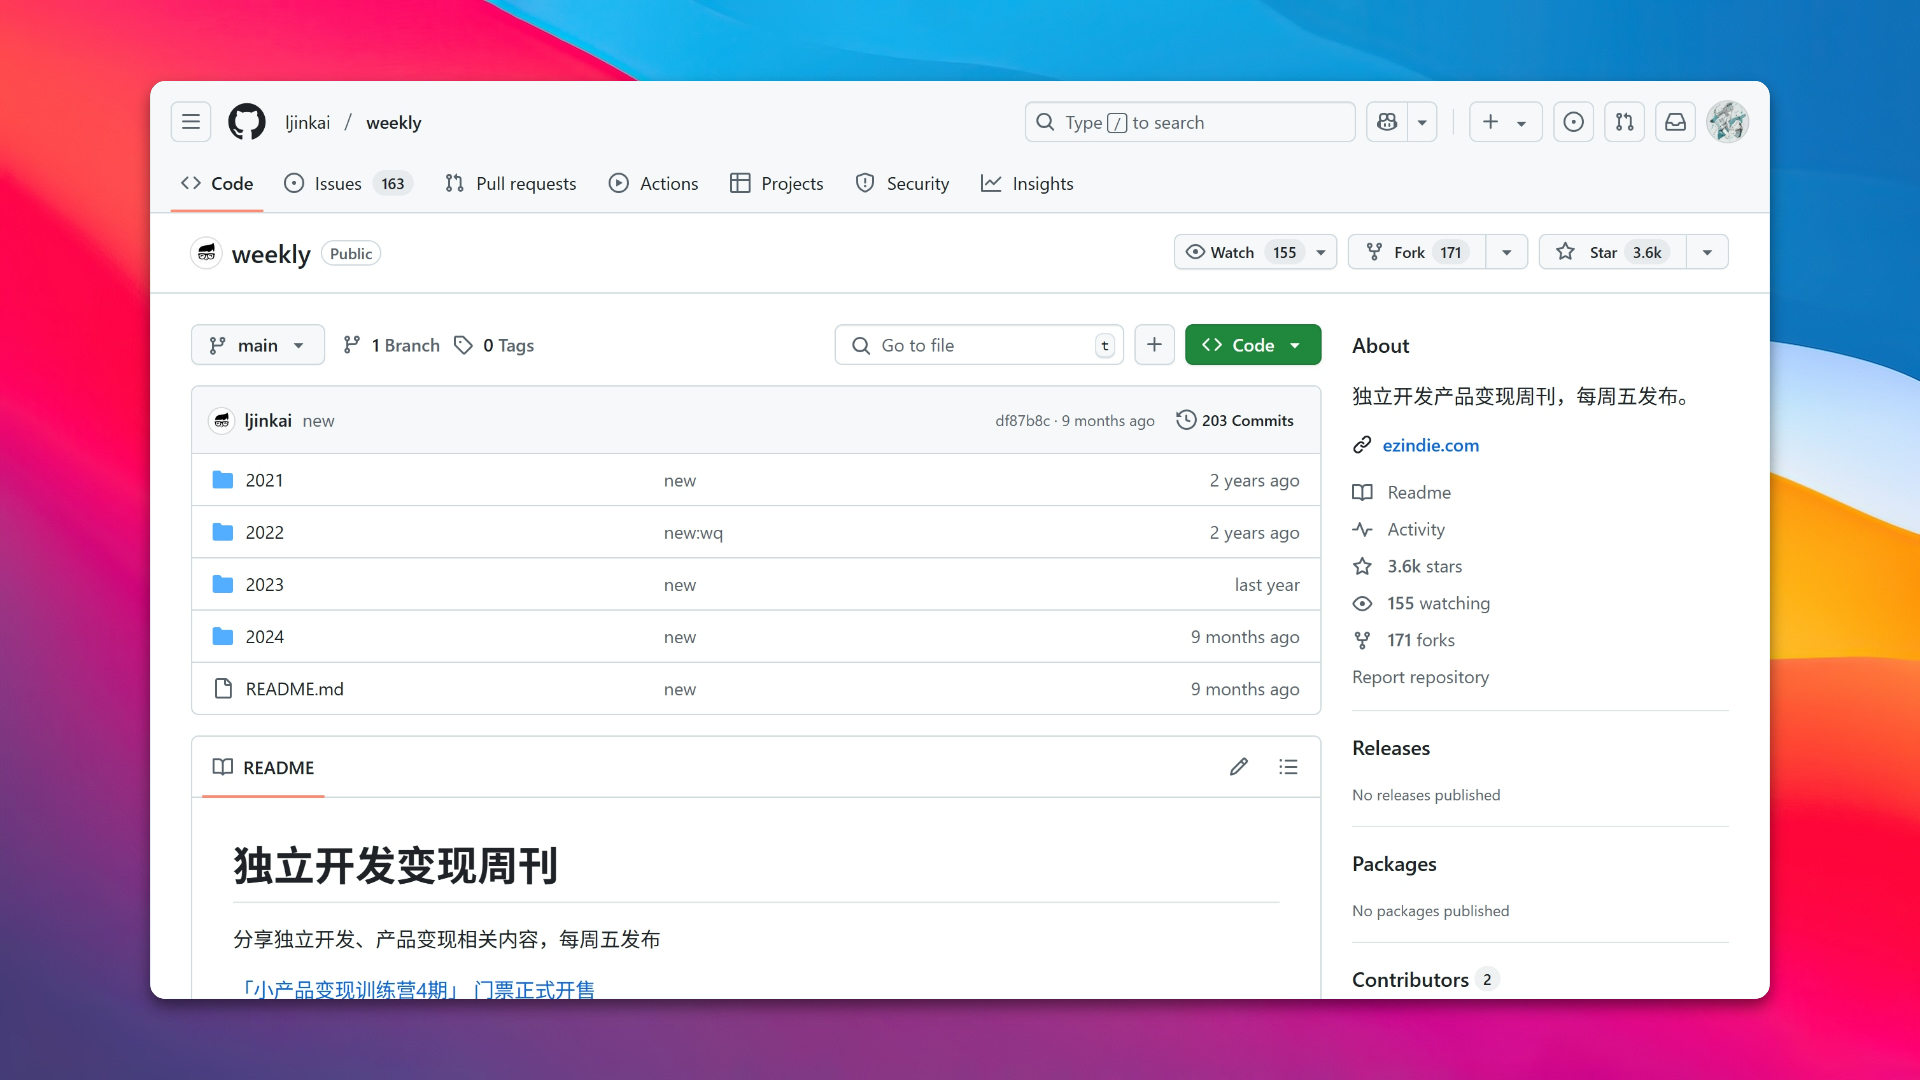 ljinkai / weekly
Type / to search
Code
Issues 163
Pull requests
Actions
Projects
Security
Insights
weekly Public
Watch 155
Fork 171
Star 3.6k
main
1 Branch
0 Tags
Go to file t
Code
ljinkai new
df87b8c · 9 months ago
203 Commits
2021 new 2 years ago
2022 new:wq 2 years ago
2023 new last year
2024 new 9 months ago
README.md new 9 months ago
README
独立开发变现周刊
分享独立开发、产品变现相关内容，每周五发布
「小产品变现训练营4期」 门票正式开售
About
独立开发产品变现周刊，每周五发布。
ezindie.com
Readme
Activity
3.6k stars
155 watching
171 forks
Report repository
Releases
No releases published
Packages
No packages published
Contributors 2